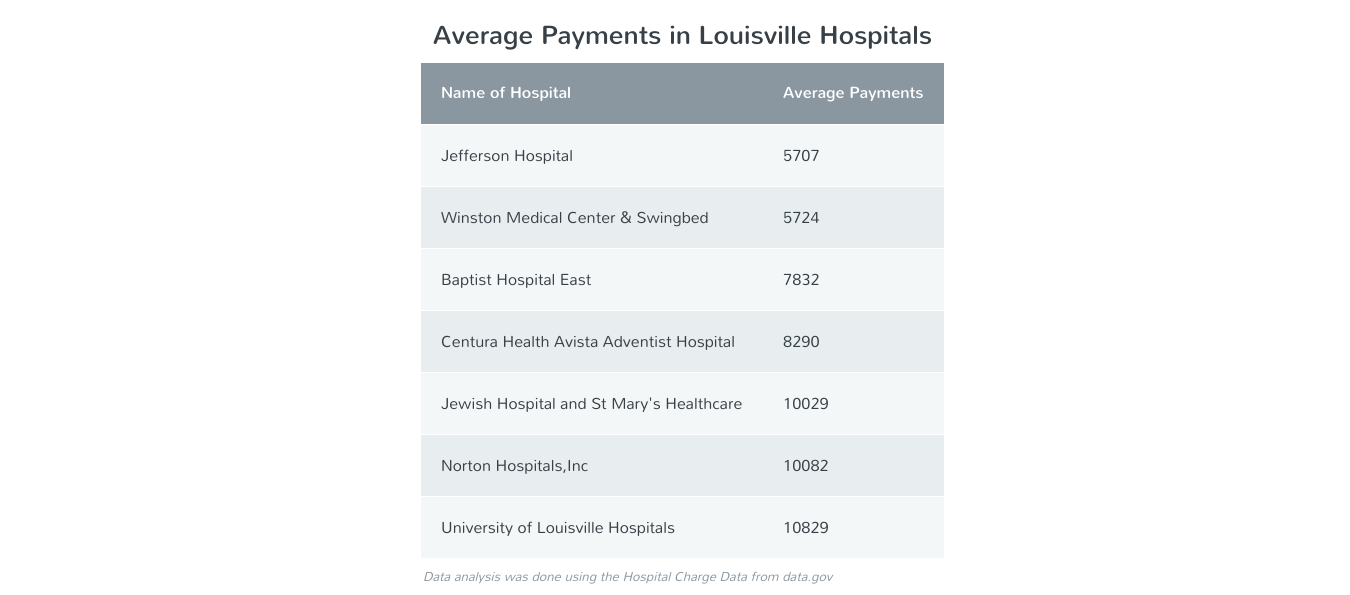 Average Payments in Louisville Hospitals
Name of Hospital Average Payments
Jefferson Hospital 5707
Winston Medical Center & Swingbed 5724
Baptist Hospital East 7832
Centura Health Avista Adventist Hospital 8290
Jewish Hospital and St Mary's Healthcare 10029
Norton Hospitals,Inc 10082
University of Louisville Hospitals 10829
Data analysis was done using the Hospital Charge Data from data.gov